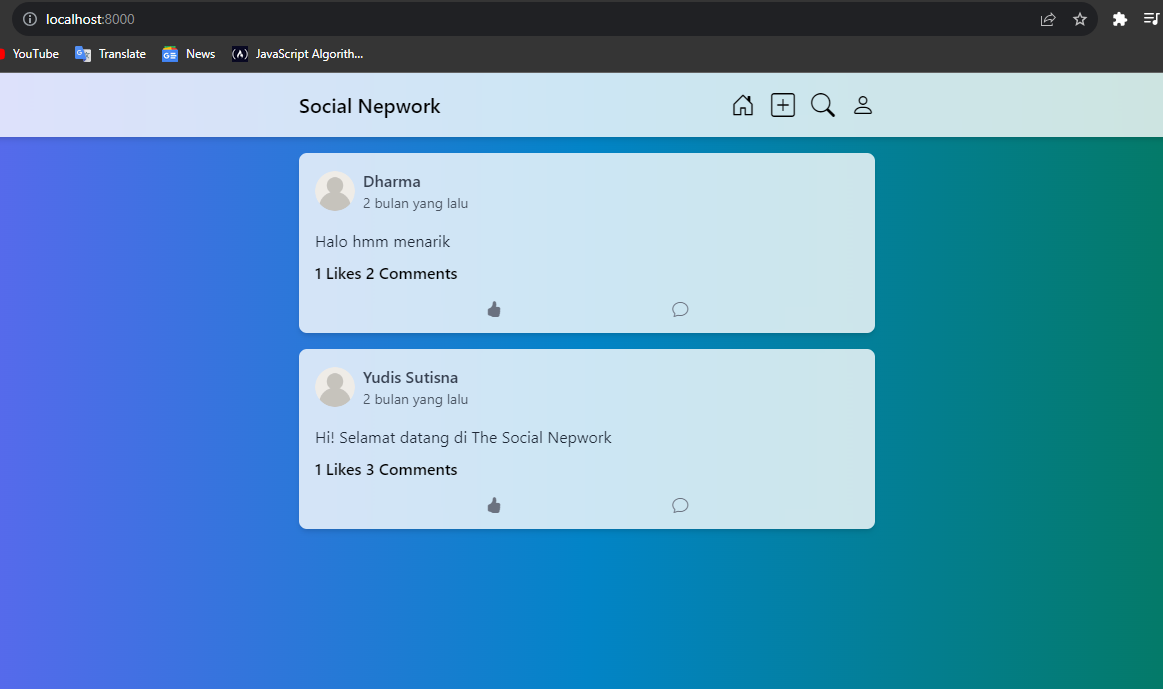 localhost:8000
YouTube Translate News JavaScript Algorith...
Social Nepwork
Dharma
2 bulan yang lalu
Halo hmm menarik
1 Likes 2 Comments
Yudis Sutisna
2 bulan yang lalu
Hi! Selamat datang di The Social Nepwork
1 Likes 3 Comments